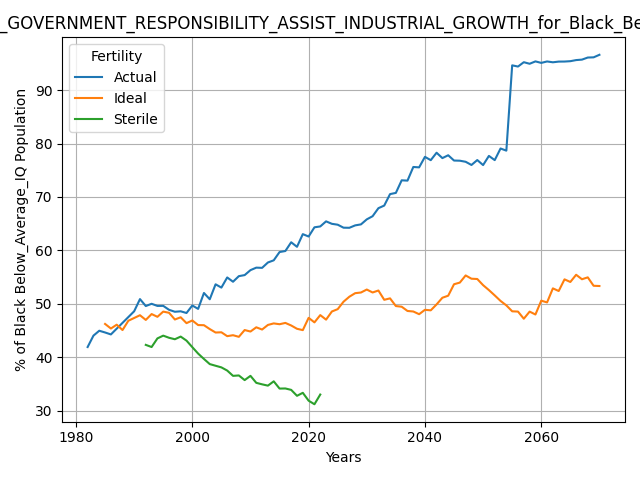 _GOVERNMENT_RESPONSIBILITY_ASSIST_INDUSTRIAL_GROWTH_for_Black_Be
Fertility
Actual
Ideal
Sterile
% of Black Below_Average_IQ Population
90
80
70
60
50
40
30
1980
2000
2020
2040
2060
Years